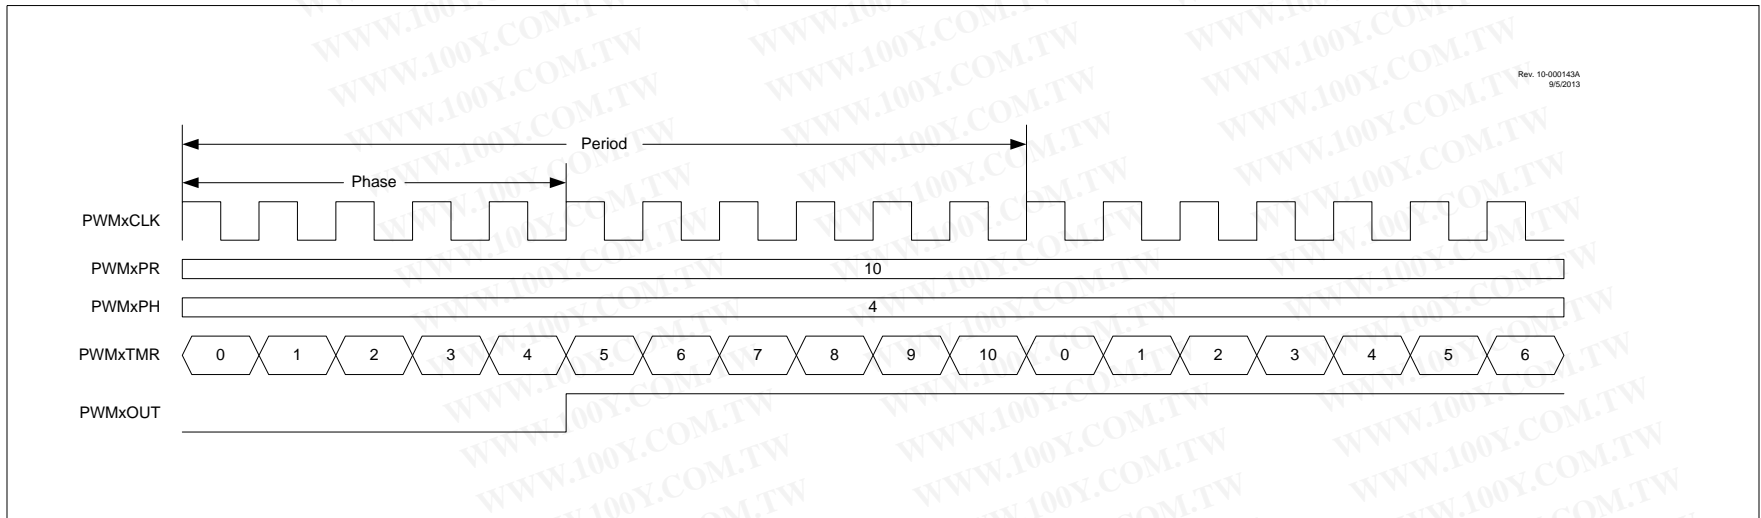 Rev. 10-000143A
9/5/2013
Period
Phase
PWMxCLK
PWMxPR 10
PWMxPH 4
PWMxTMR 0 1 2 3 4 5 6 7 8 9 10 0 1 2 3 4 5 6
PWMxOUT
WWW.100Y.COM.TW